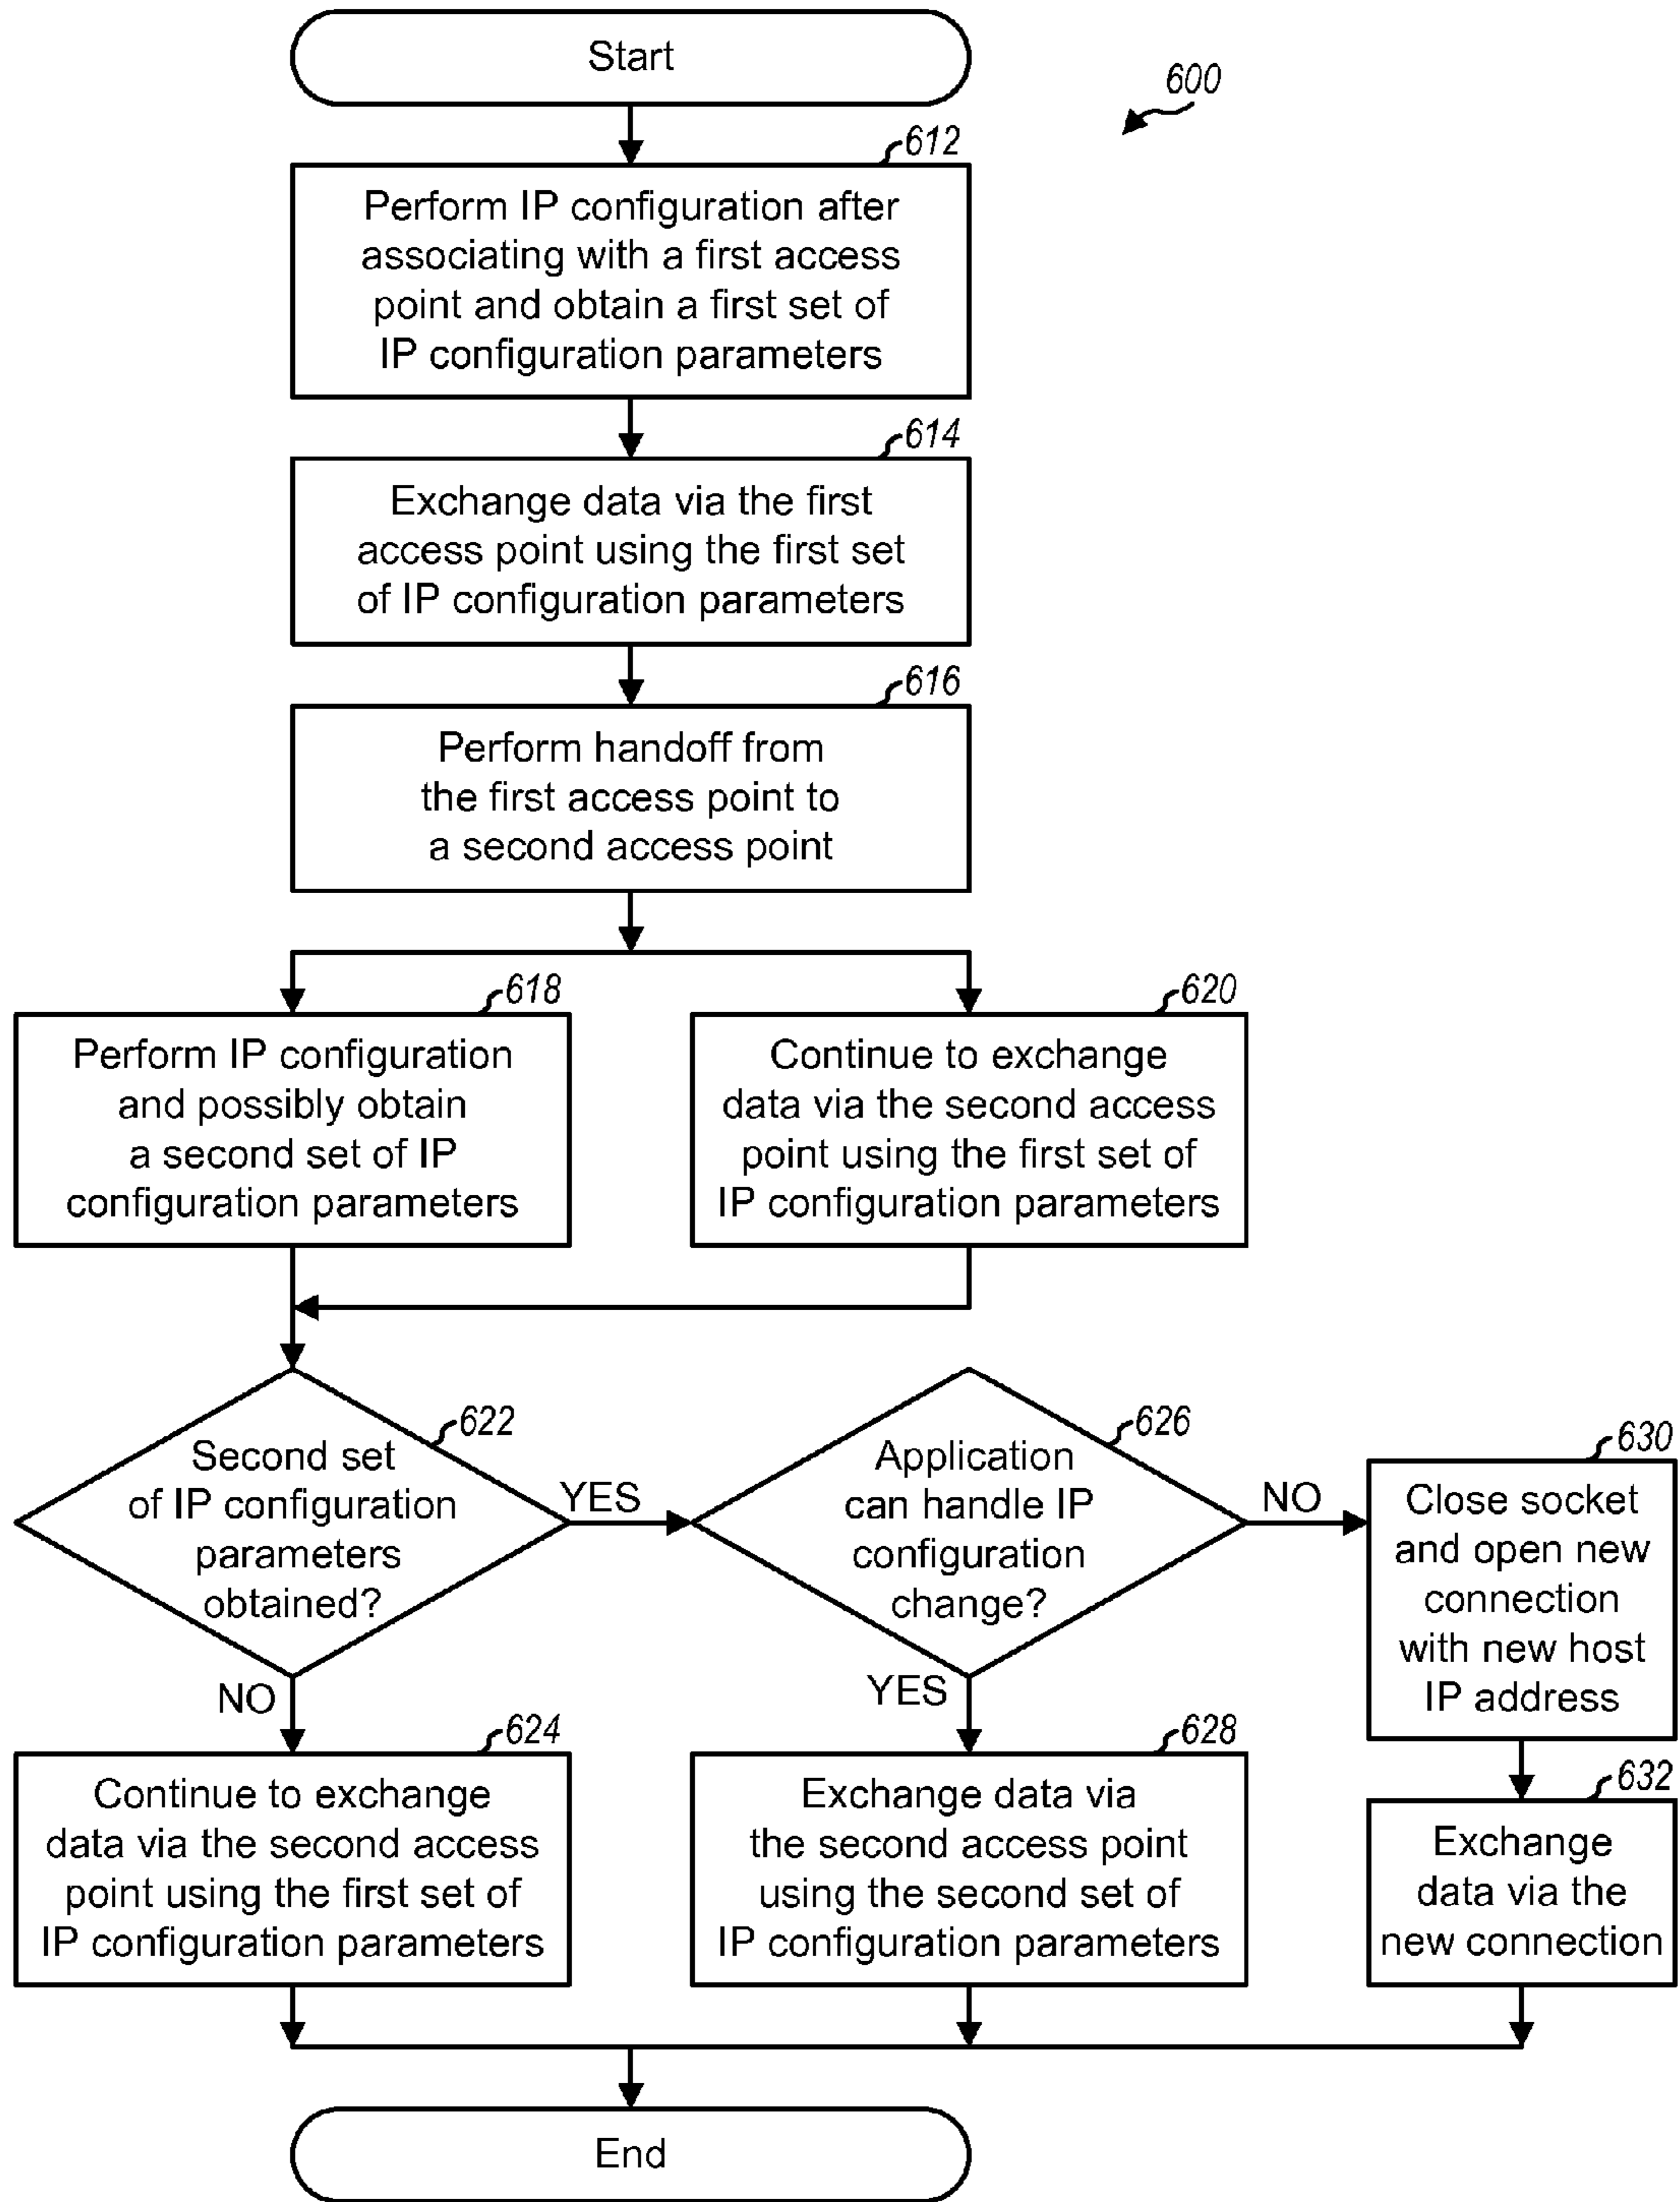 Start
600
612
Perform IP configuration after
associating with a first access
point and obtain a first set of
IP configuration parameters
614
Exchange data via the first
access point using the first set
of IP configuration parameters
616
Perform handoff from
the first access point to
a second access point
618
Perform IP configuration
and possibly obtain
a second set of IP
configuration parameters
620
Continue to exchange
data via the second access
point using the first set of
IP configuration parameters
622
Second set
of IP configuration
parameters
obtained?
YES
NO
626
Application
can handle IP
configuration
change?
NO
YES
630
Close socket
and open new
connection
with new host
IP address
624
Continue to exchange
data via the second access
point using the first set of
IP configuration parameters
628
Exchange data via
the second access point
using the second set of
IP configuration parameters
632
Exchange
data via the
new connection
End